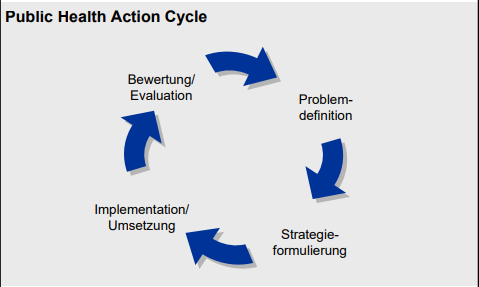 Public Health Action Cycle
Bewertung/
Evaluation
Problem-
definition
Strategie-
formulierung
Implementation/
Umsetzung